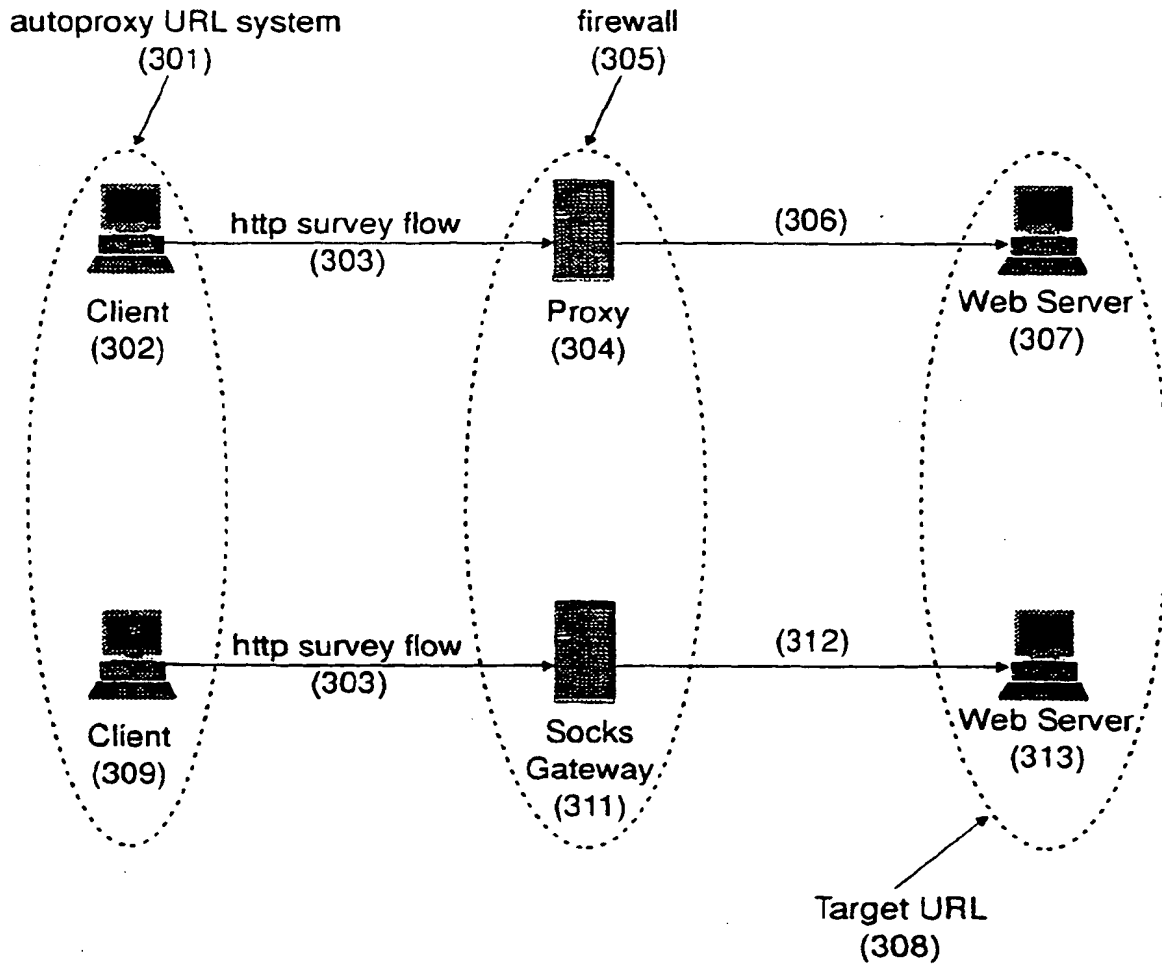 autoproxy URL system
(301)
firewall
(305)
http survey flow
(303)
(306)
Client
(302)
Proxy
(304)
Web Server
(307)
http survey flow
(303)
(312)
Client
(309)
Socks
Gateway
(311)
Web Server
(313)
Target URL
(308)